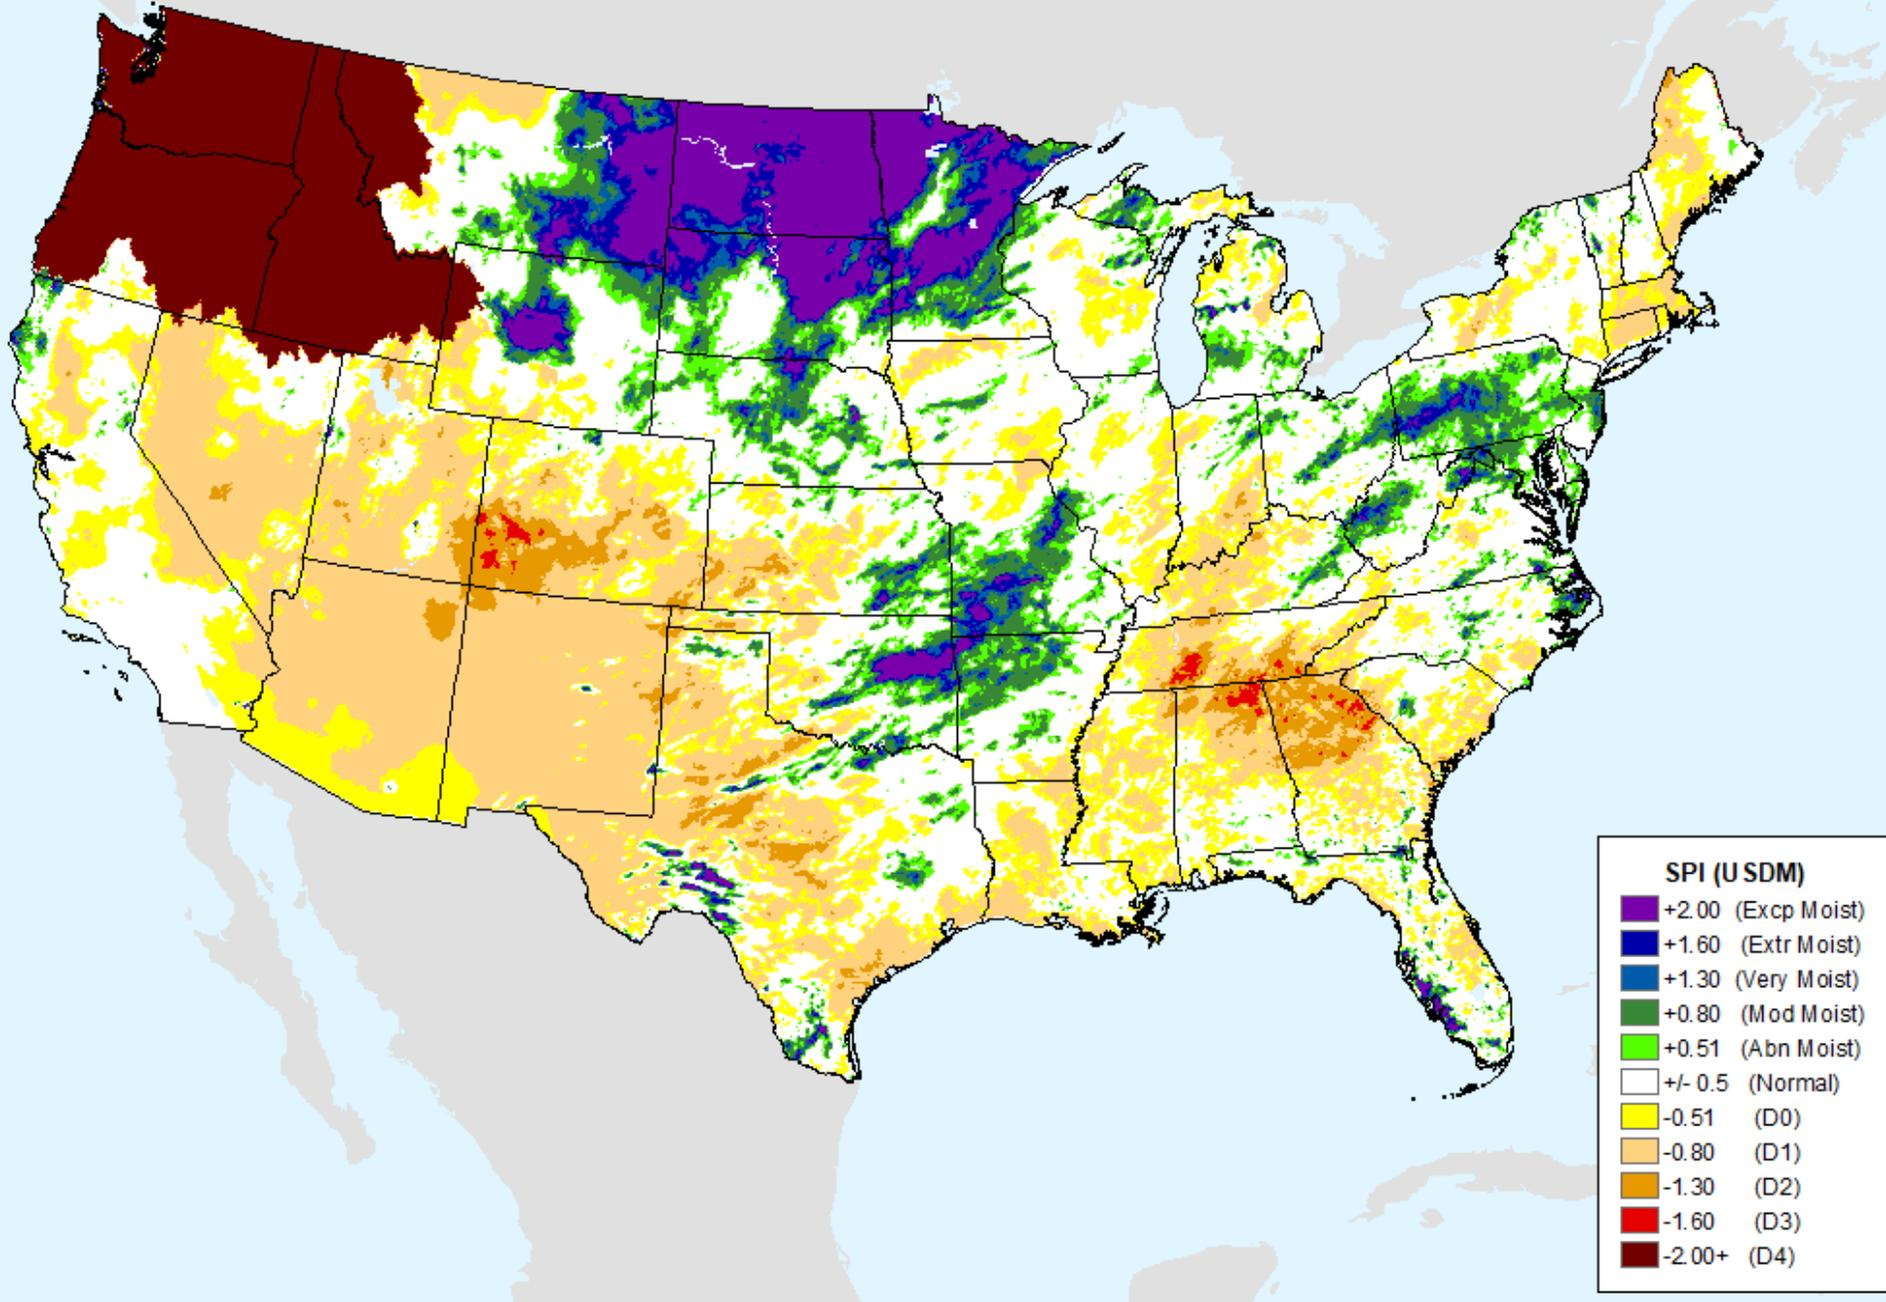 SPI (USDM)
+2.00 (Excp Moist)
+1.60 (Extr Moist)
+1.30 (Very Moist)
+0.80 (Mod Moist)
+0.51 (Abn Moist)
+/- 0.5 (Normal)
-0.51 (D0)
-0.80 (D1)
-1.30 (D2)
-1.60 (D3)
-2.00+ (D4)